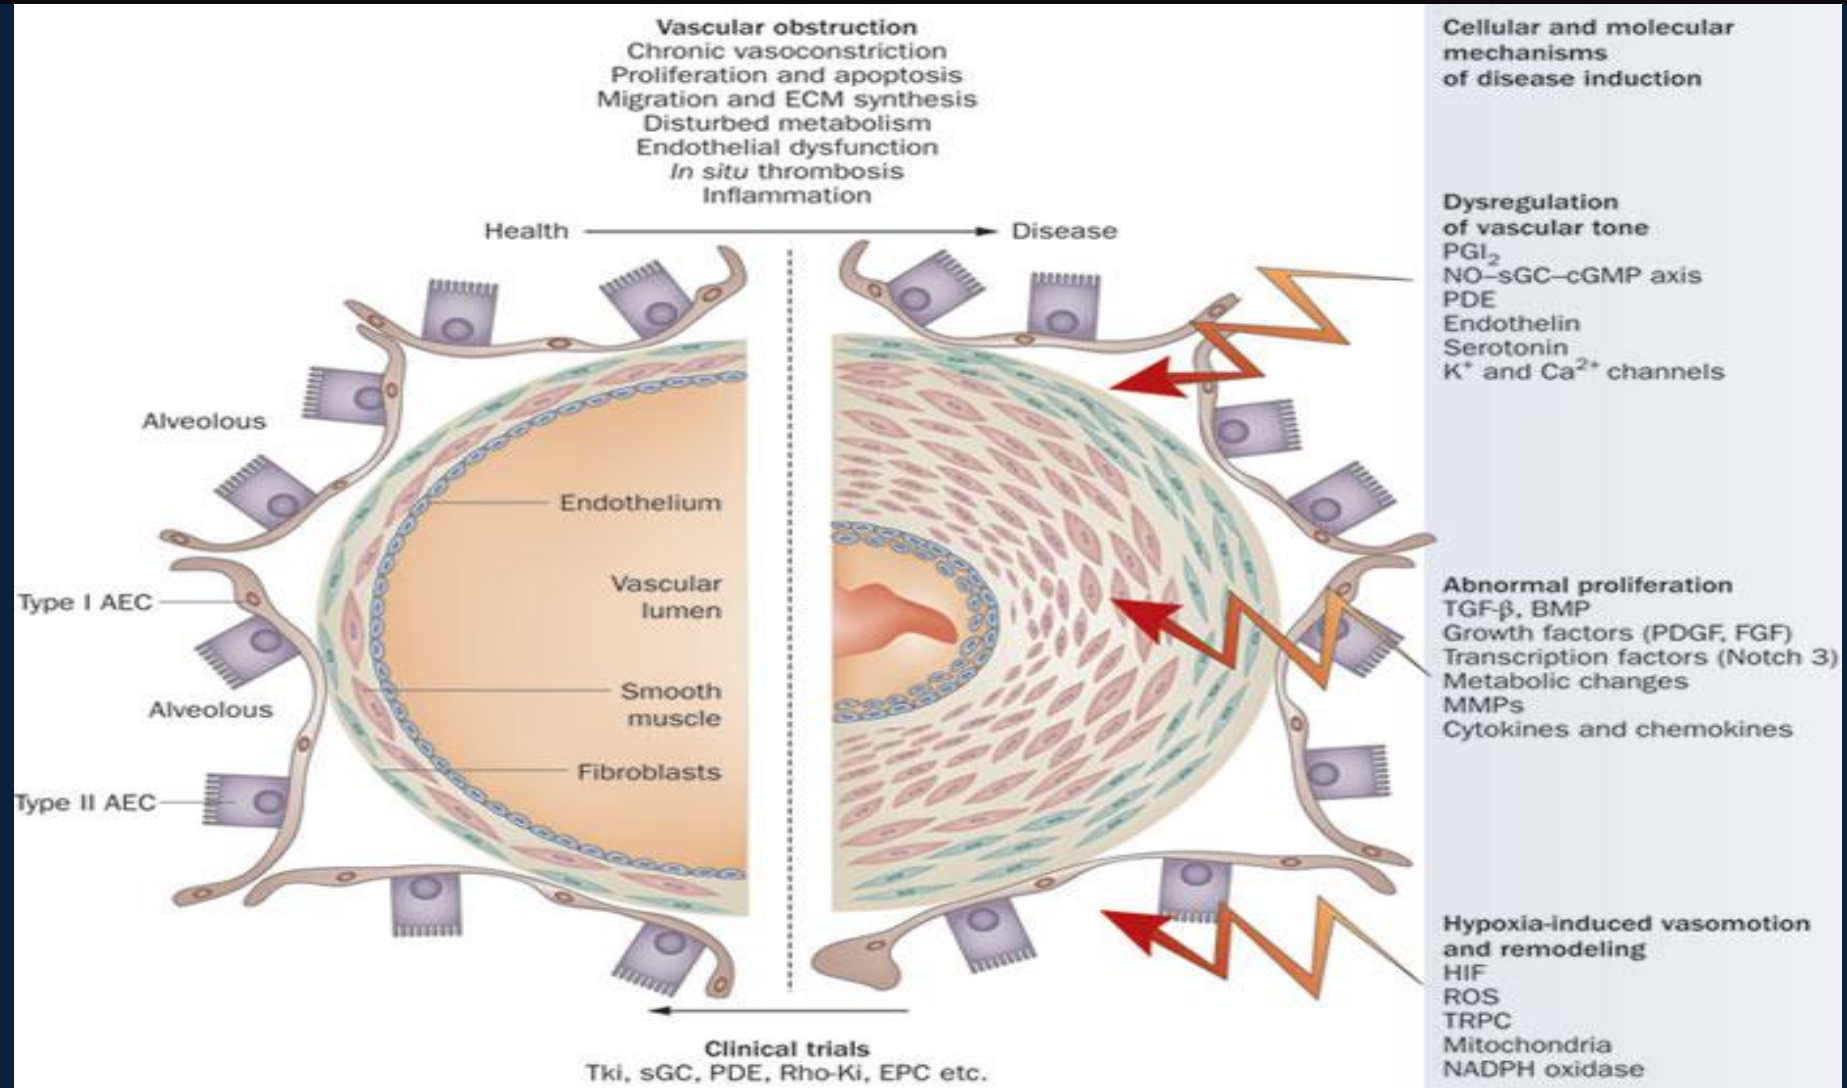 Vascular obstruction
Chronic vasoconstriction
Proliferation and apoptosis
Migration and ECM synthesis
Disturbed metabolism
Endothelial dysfunction
In situ thrombosis
Inflammation
Health
Disease
Alveolous
Endothelium
Vascular
lumen
Type I AEC
Smooth
muscle
Alveolous
Fibroblasts
Type II AEC
Clinical trials
Tki, sGC, PDE, Rho-Ki, EPC etc.
Cellular and molecular
mechanisms
of disease induction
Dysregulation
of vascular tone
PGI₂
NO–sGC–cGMP axis
PDE
Endothelin
Serotonin
K⁺ and Ca²⁺ channels
Abnormal proliferation
TGF-β, BMP
Growth factors (PDGF, FGF)
Transcription factors (Notch 3)
Metabolic changes
MMPs
Cytokines and chemokines
Hypoxia-induced vasomotion
and remodeling
HIF
ROS
TRPC
Mitochondria
NADPH oxidase